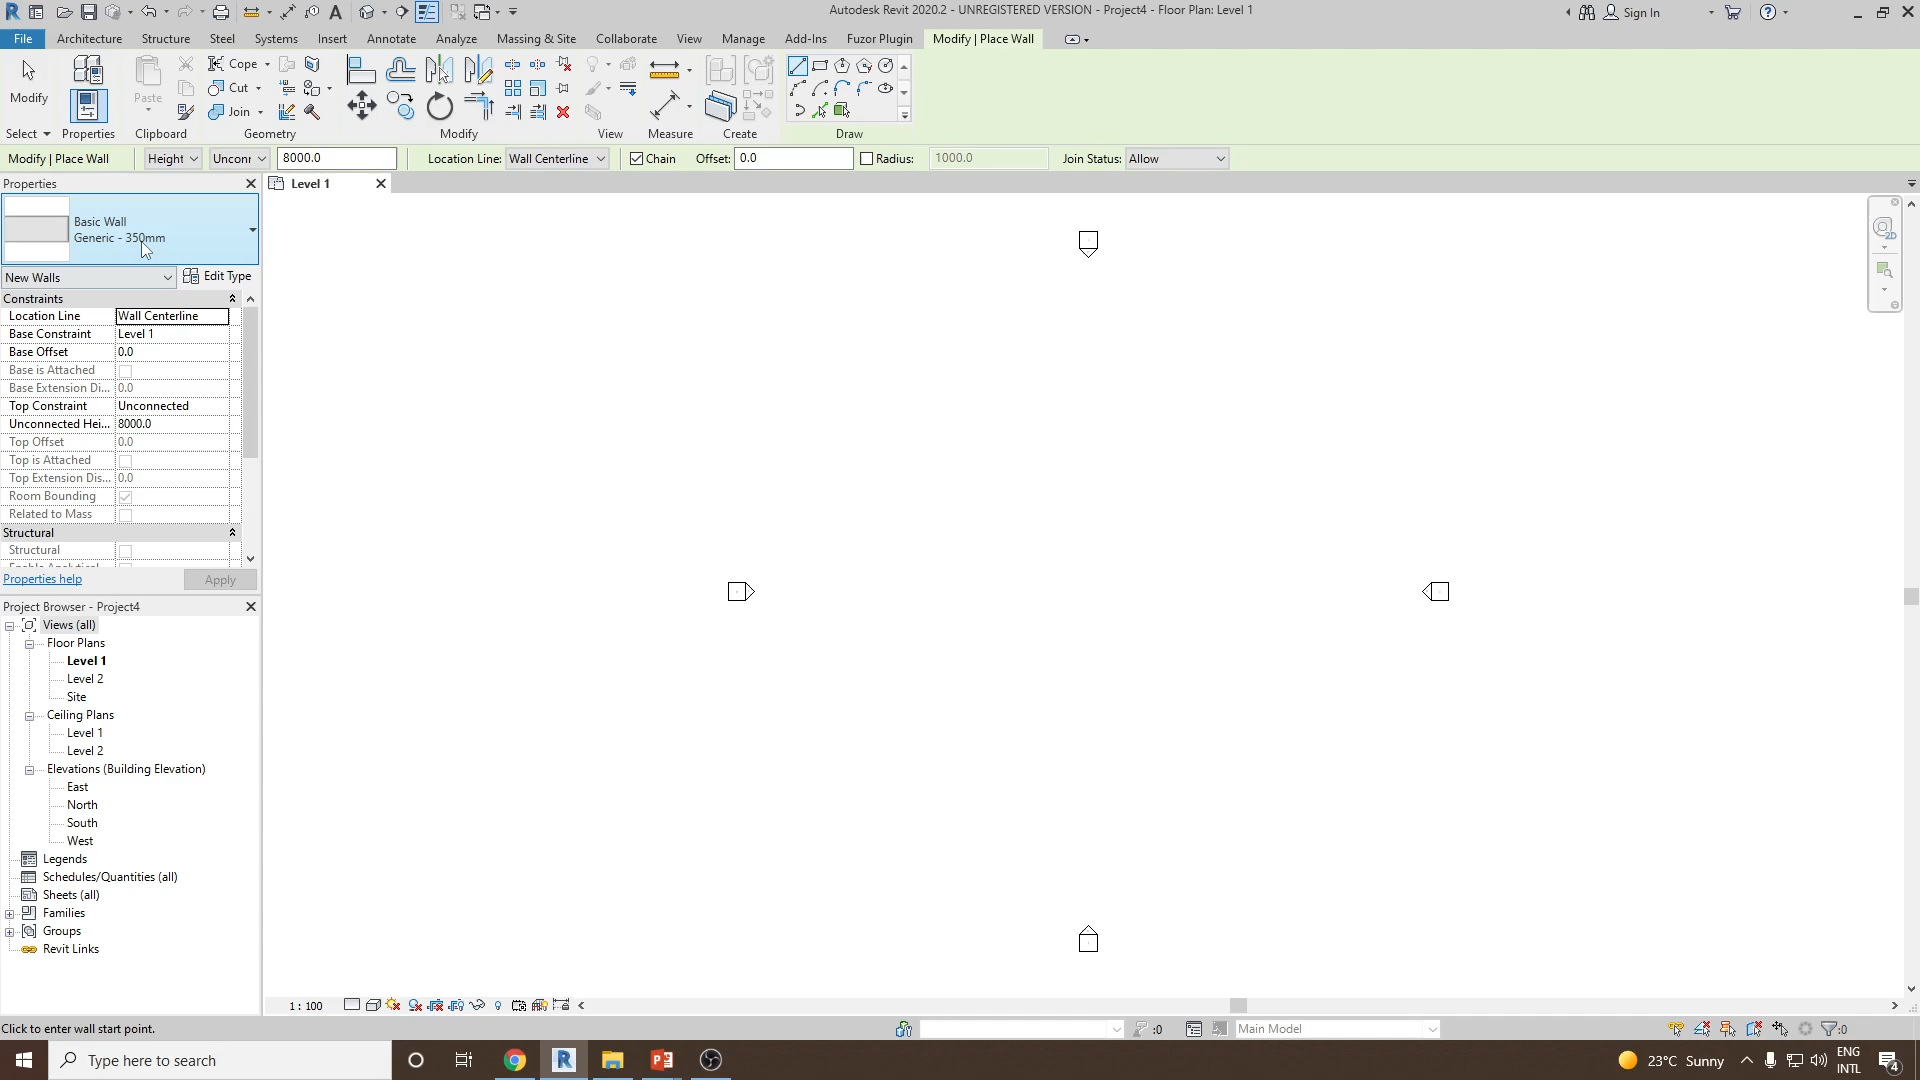 Autodesk Revit 2020.2 - UNREGISTERED VERSION - Project4 - Floor Plan: Level 1
Sign In
File Architecture Structure Steel Systems Insert Annotate Analyze Massing & Site Collaborate View Manage Add-Ins Fuzor Plugin Modify | Place Wall
Modify
Paste
Cope
Cut
Join
Select Properties Clipboard Geometry Modify View Measure Create Draw
Modify | Place Wall Height Unconr 8000.0 Location Line: Wall Centerline Chain Offset: 0.0 Radius: 1000.0 Join Status: Allow
Properties
Level 1
Basic Wall
Generic - 350mm
New Walls
Edit Type
Constraints
Location Line Wall Centerline
Base Constraint Level 1
Base Offset 0.0
Base is Attached
Base Extension Di... 0.0
Top Constraint Unconnected
Unconnected Hei... 8000.0
Top Offset 0.0
Top is Attached
Top Extension Dis... 0.0
Room Bounding
Related to Mass
Structural
Structural
Properties help
Apply
Project Browser - Project4
Views (all)
Floor Plans
Level 1
Level 2
Site
Ceiling Plans
Level 1
Level 2
Elevations (Building Elevation)
East
North
South
West
Legends
Schedules/Quantities (all)
Sheets (all)
Families
Groups
Revit Links
1 : 100
Click to enter wall start point.
:0
Main Model
:0
Type here to search
23°C Sunny
ENG
INTL
4
2D